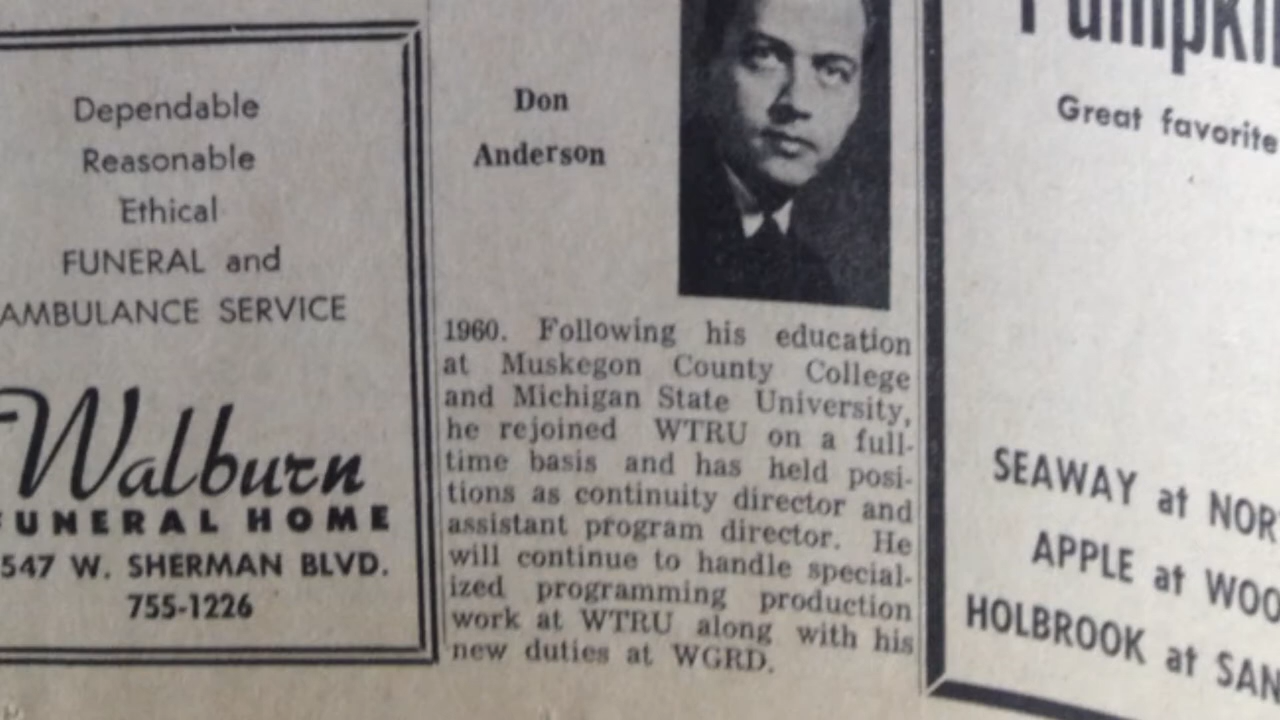 Dependable
Reasonable
Ethical
FUNERAL and
AMBULANCE SERVICE
Walburn
FUNERAL HOME
547 W. SHERMAN BLVD.
755-1226
Don
Anderson
1960. Following his education
at Muskegon County College
and Michigan State University,
he rejoined WTRU on a full-
time basis and has held posi-
tions as continuity director and
assistant program director. He
will continue to handle special-
ized programming production
work at WTRU along with his
new duties at WGRD.
Great favorite
SEAWAY at NOR
APPLE at WOO
HOLBROOK at SAN